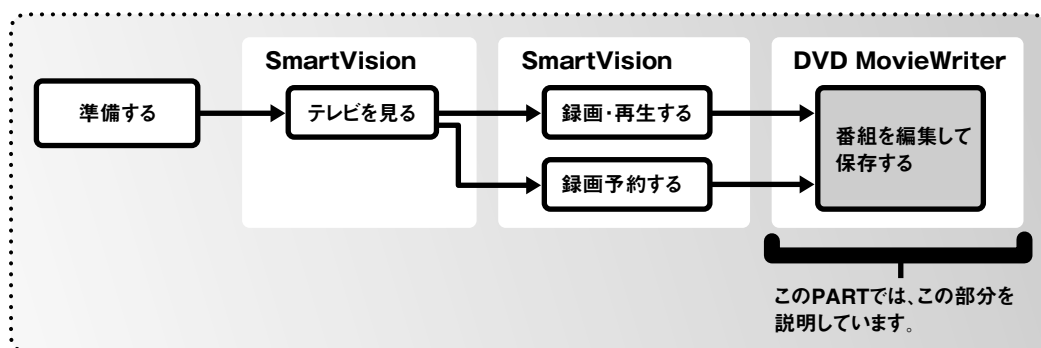 SmartVision
SmartVision
DVD MovieWriter
準備する
テレビを見る
録画・再生する
録画予約する
番組を編集して
保存する
このPARTでは、この部分を
説明しています。